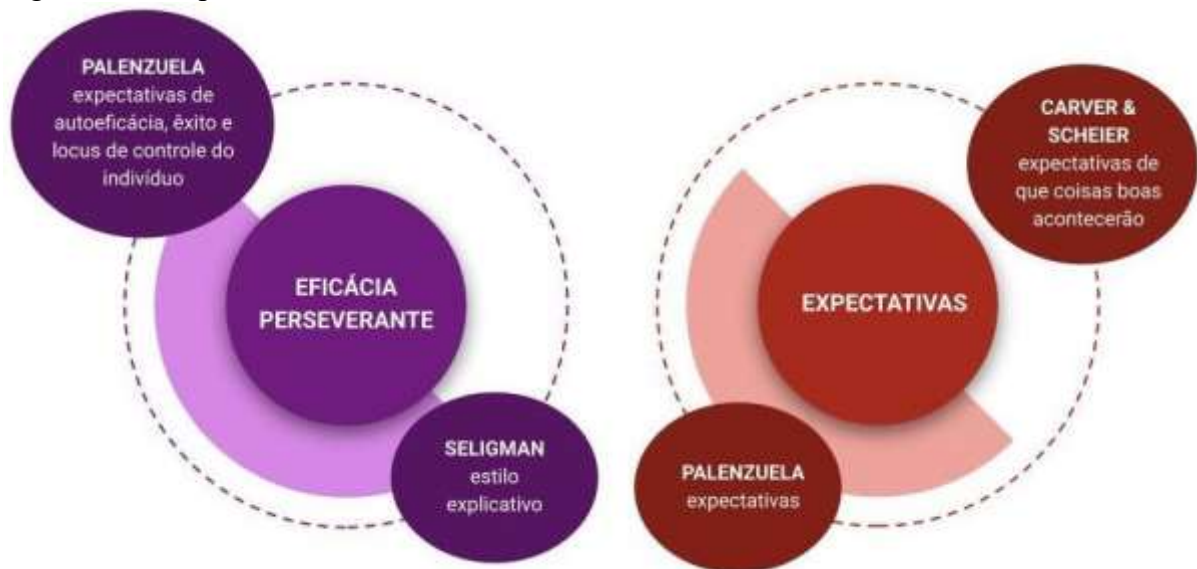 PALENZUELA
expectativas de
autoeficácia, êxito e
locus de controle do
indivíduo
EFICÁCIA
PERSEVERANTE
SELIGMAN
estilo
explicativo
CARVER &
SCHEIER
expectativas de
que coisas boas
acontecerão
EXPECTATIVAS
PALENZUELA
expectativas